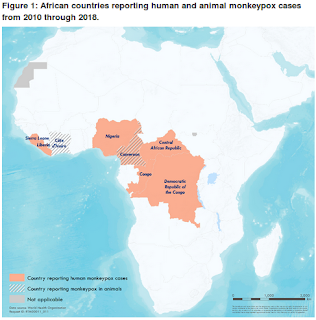 Figure 1: African countries reporting human and animal monkeypox cases
from 2010 through 2018.
Sierra Leone
Liberia
Côte
d'Ivoire
Nigeria
Cameroon
Central
African Republic
Congo
Democratic
Republic of
the Congo
Country reporting human monkeypox cases
Country reporting monkeypox in animals
Not applicable